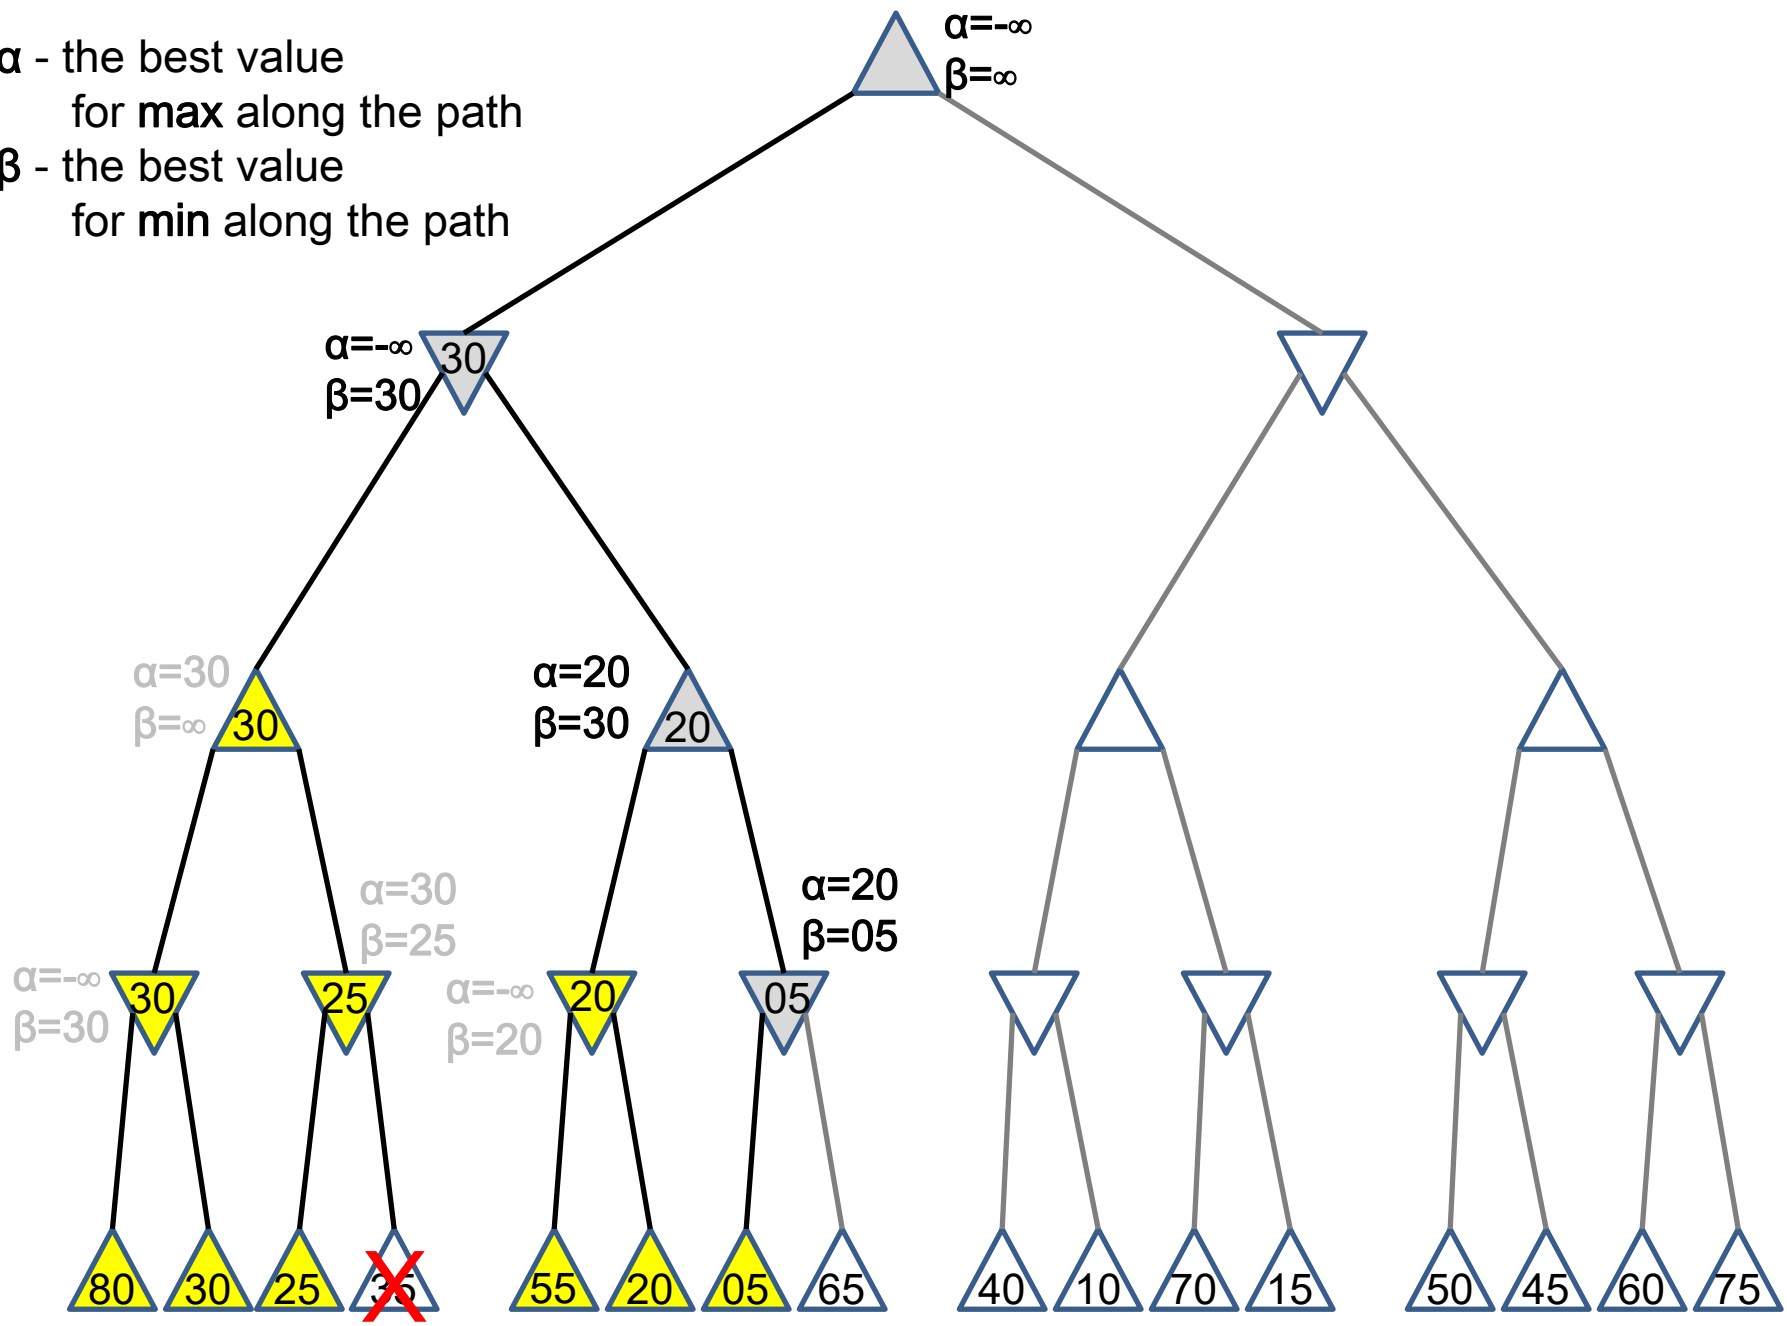 α - the best value
for max along the path
β - the best value
for min along the path
α=-∞
β=∞
α=-∞
β=30
30
α=30
β=∞
30
α=20
β=30
20
α=30
β=25
α=20
β=05
α=-∞
β=30
30
25
α=-∞
β=20
20
05
80 30 25 35 55 20 05 65 40 10 70 15 50 45 60 75